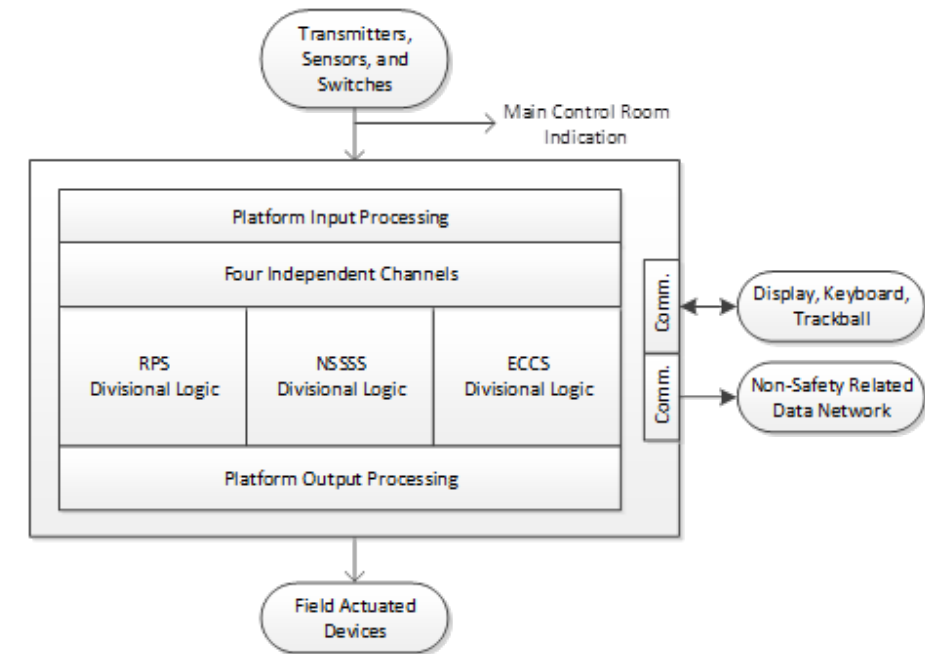 Transmitters,
Sensors, and
Switches
Main Control Room
Indication
Platform Input Processing
Four Independent Channels
RPS
Divisional Logic
NSSSS
Divisional Logic
ECCS
Divisional Logic
Platform Output Processing
Comm.
Comm.
Display, Keyboard,
Trackball
Non-Safety Related
Data Network
Field Actuated
Devices